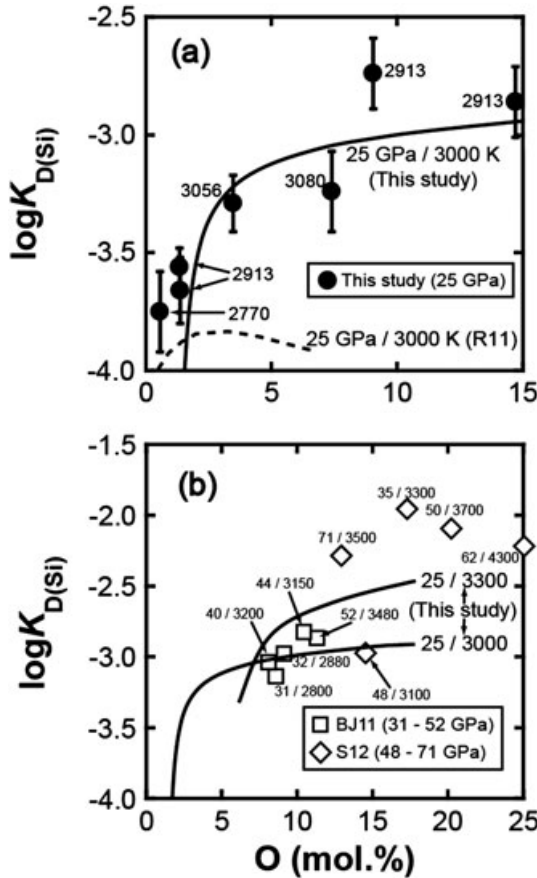 (a)
-2.5
-3.0
-3.5
-4.0
logK_D(Si)
2913
2913
3056
3080
25 GPa / 3000 K
(This study)
2913
2770
This study (25 GPa)
25 GPa / 3000 K (R11)
0
5
10
15
(b)
-1.5
-2.0
-2.5
-3.0
-3.5
-4.0
logK_D(Si)
35 / 3300
50 / 3700
71 / 3500
62 / 4300
44 / 3150
25 / 3300
40 / 3200
52 / 3480
(This study)
25 / 3000
32 / 2880
31 / 2800
48 / 3100
BJ11 (31 - 52 GPa)
S12 (48 - 71 GPa)
0
5
10
15
20
25
O (mol.%)